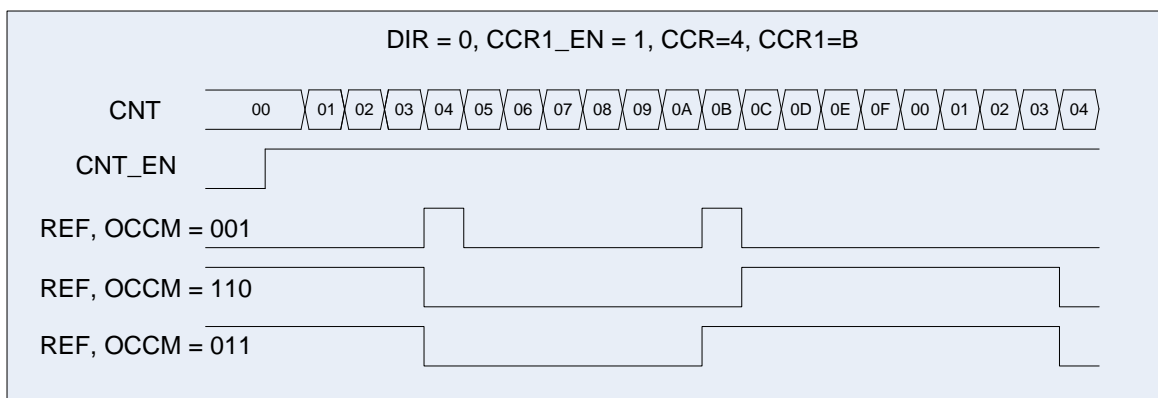 DIR = 0, CCR1_EN = 1, CCR=4, CCR1=B
CNT 00 01 02 03 04 05 06 07 08 09 0A 0B 0C 0D 0E 0F 00 01 02 03 04
CNT_EN
REF, OCCM = 001
REF, OCCM = 110
REF, OCCM = 011